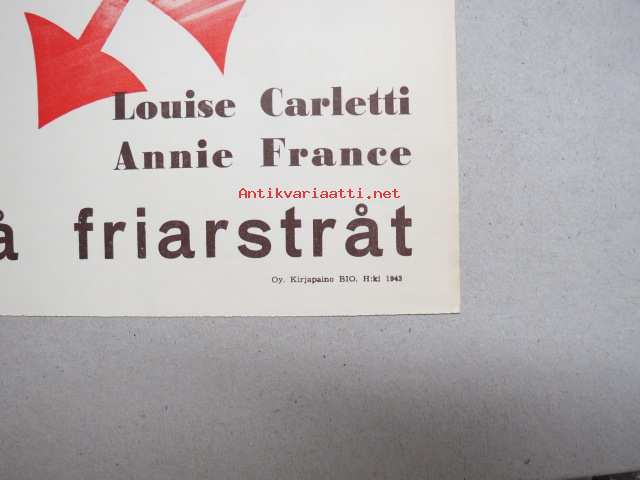 Louise Carletti
Annie France
Antikvariaatti.net
å friarstråt
Oy. Kirjapaino BIO, H:ki 1943